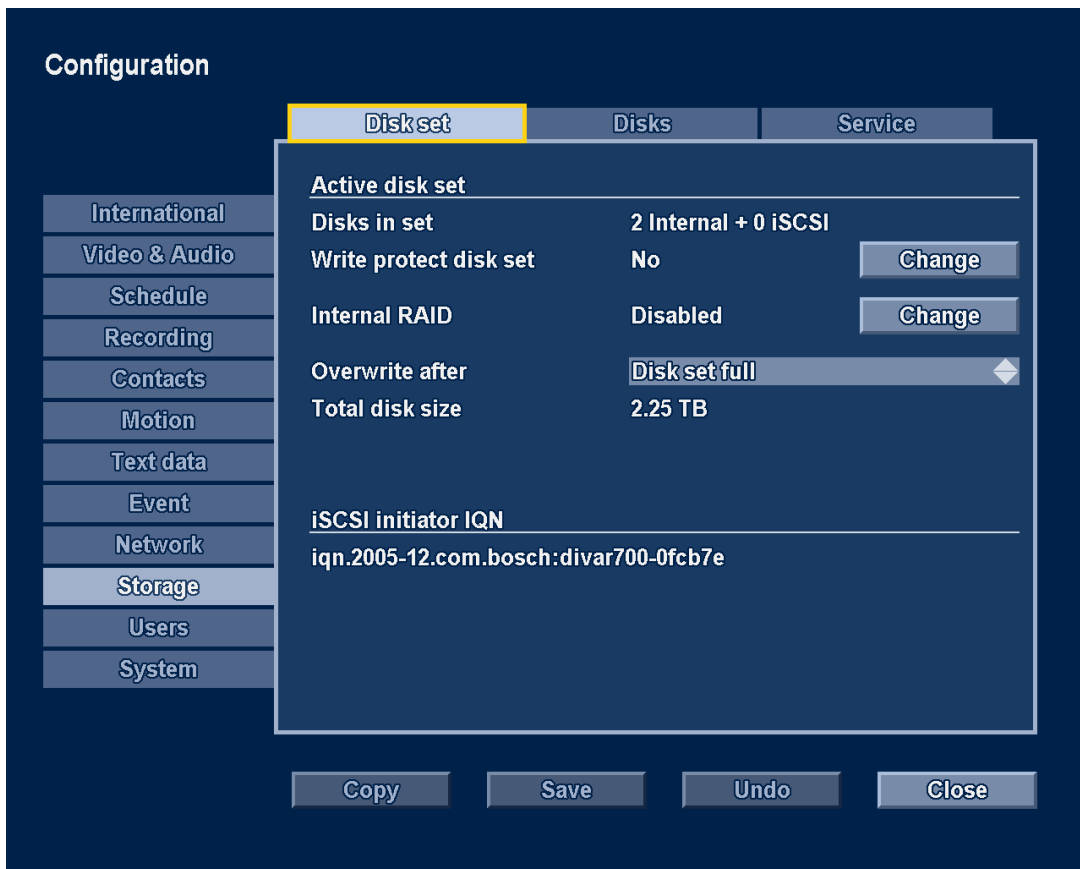 Configuration
Disk set Disks Service
International
Video & Audio
Schedule
Recording
Contacts
Motion
Text data
Event
Network
Storage
Users
System
Active disk set
Disks in set 2 Internal + 0 iSCSI
Write protect disk set No Change
Internal RAID Disabled Change
Overwrite after Disk set full
Total disk size 2.25 TB
iSCSI initiator IQN
iqn.2005-12.com.bosch:divar700-0fcb7e
Copy Save Undo Close